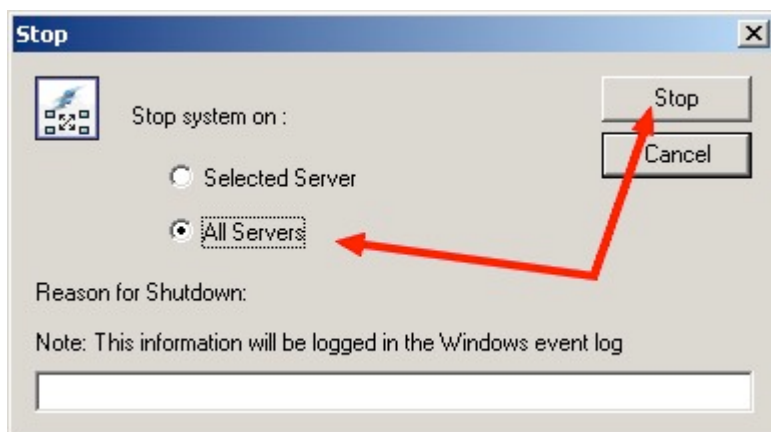 Stop
Stop system on :
Stop
Cancel
Selected Server
All Servers
Reason for Shutdown:
Note: This information will be logged in the Windows event log